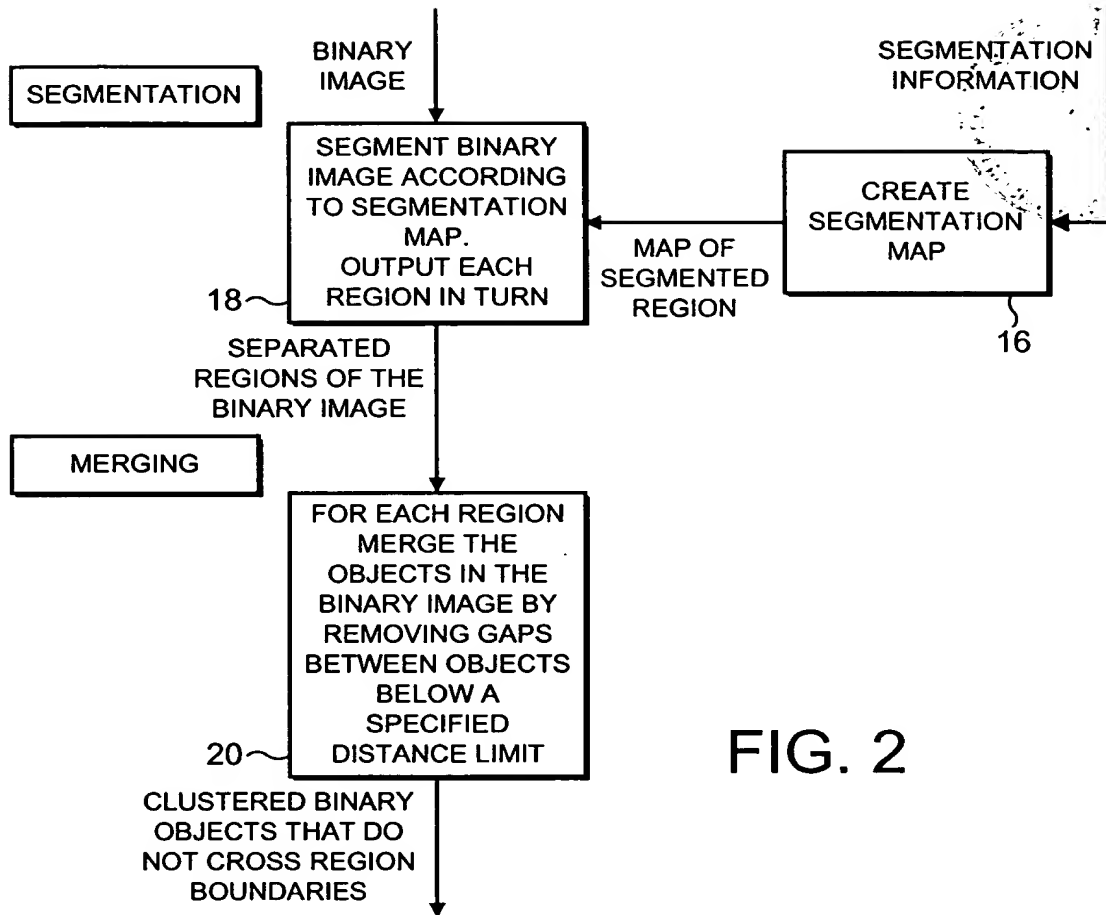 BINARY
IMAGE
SEGMENTATION
INFORMATION
SEGMENTATION
SEGMENT BINARY
IMAGE ACCORDING
TO SEGMENTATION
MAP.
OUTPUT EACH
REGION IN TURN
18
CREATE
SEGMENTATION
MAP
16
MAP OF
SEGMENTED
REGION
SEPARATED
REGIONS OF THE
BINARY IMAGE
MERGING
FOR EACH REGION
MERGE THE
OBJECTS IN THE
BINARY IMAGE BY
REMOVING GAPS
BETWEEN OBJECTS
BELOW A
SPECIFIED
DISTANCE LIMIT
20
FIG. 2
CLUSTERED BINARY
OBJECTS THAT DO
NOT CROSS REGION
BOUNDARIES